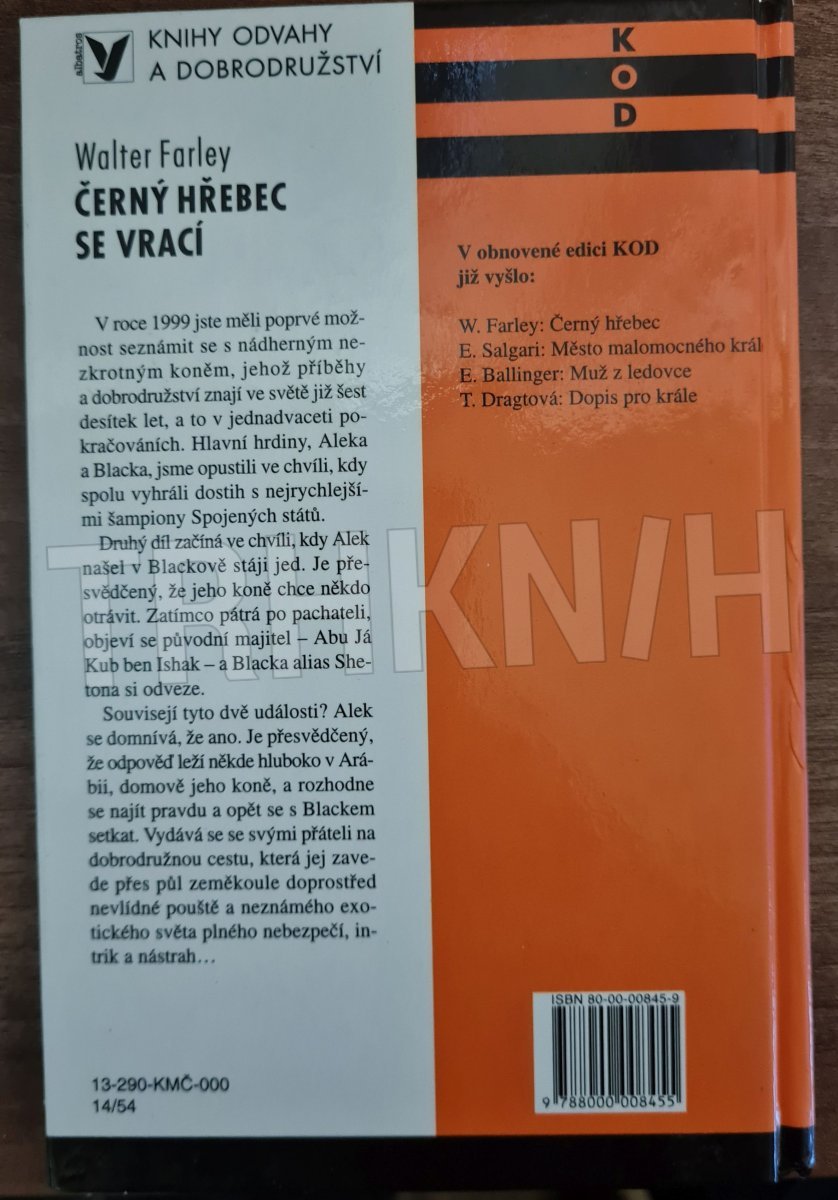 albatros
KNIHY ODVAHY
A DOBRODRUŽSTVÍ
Walter Farley
ČERNÝ HŘEBEC
SE VRACÍ
V roce 1999 jste měli poprvé mož-
nost seznámit se s nádherným ne-
zkrotným koněm, jehož příběhy
a dobrodružství znají ve světě již šest
desítek let, a to v jednadvaceti po-
kračováních. Hlavní hrdiny, Aleka
a Blacka, jsme opustili ve chvíli, kdy
spolu vyhráli dostih s nejrychlejší-
mi šampiony Spojených států.
Druhý díl začíná ve chvíli, kdy Alek
našel v Blackově stáji jed. Je pře-
svědčený, že jeho koně chce někdo
otrávit. Zatímco pátrá po pachateli,
objeví se původní majitel – Abu Já
Kub ben Ishak – a Blacka alias She-
tona si odveze.
Souvisejí tyto dvě události? Alek
se domnívá, že ano. Je přesvědčený,
že odpověď leží někde hluboko v Ará-
bii, domově jeho koně, a rozhodne
se najít pravdu a opět se s Blackem
setkat. Vydává se se svými přáteli na
dobrodružnou cestu, která jej zave-
de přes půl zeměkoule doprostřed
nevlídné pouště a neznámého exo-
tického světa plného nebezpečí, in-
trik a nástrah…
13-290-KMČ-000
14/54
K
O
D
V obnovené edici KOD
již vyšlo:
W. Farley: Černý hřebec
E. Salgari: Město malomocného král
E. Ballinger: Muž z ledovce
T. Dragtová: Dopis pro krále
ISBN 80-00-00845-9
9 788000 008455
TRHKNIH